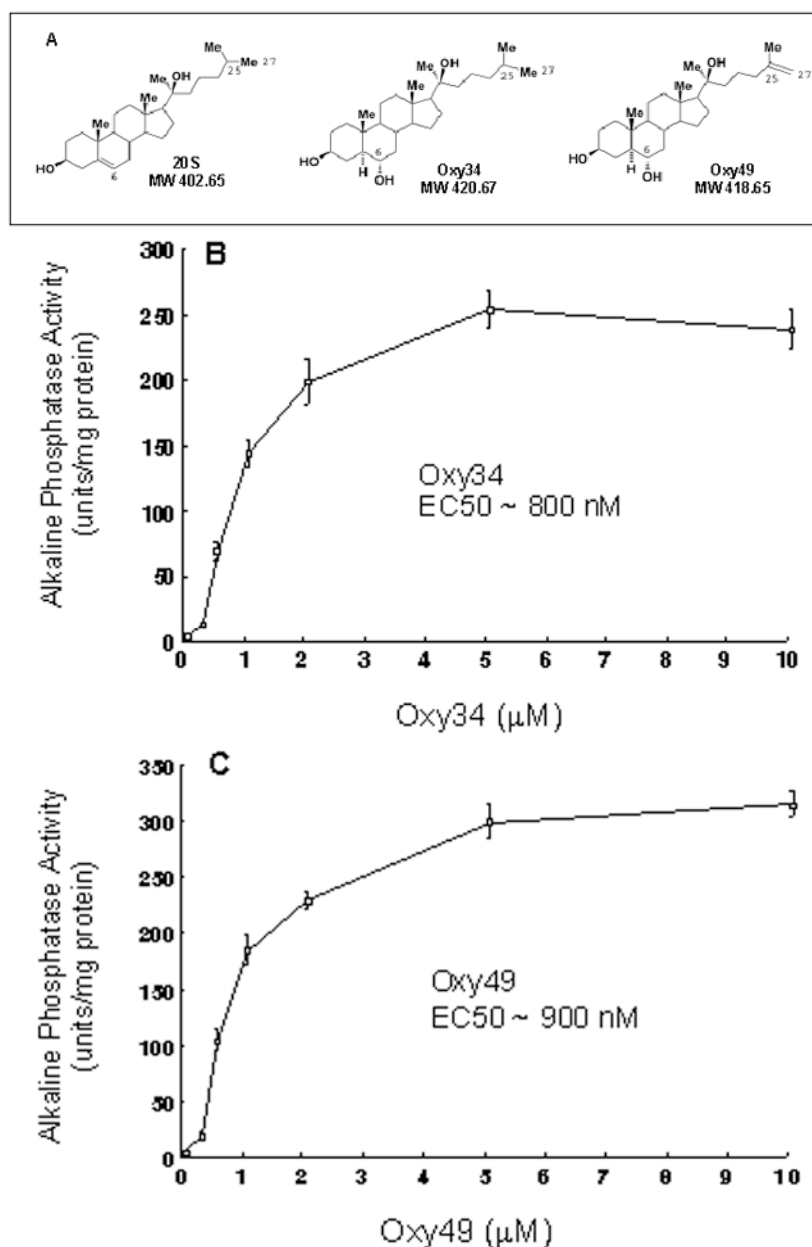 A
Me
Me
OH
25
27
Me
Me
HO
6
20S
MW 402.65
Me
Me
OH
25
Me
27
Me
Me
HO
H
6
OH
Oxy34
MW 420.67
Me
Me
OH
25
27
Me
Me
HO
H
6
OH
Oxy49
MW 418.65
B
300
250
200
150
100
50
0
Alkaline Phosphatase Activity
(units/mg protein)
Oxy34
EC50 ~ 800 nM
0 1 2 3 4 5 6 7 8 9 10
Oxy34 (μM)
C
350
300
250
200
150
100
50
0
Alkaline Phosphatase Activity
(units/mg protein)
Oxy49
EC50 ~ 900 nM
0 1 2 3 4 5 6 7 8 9 10
Oxy49 (μM)